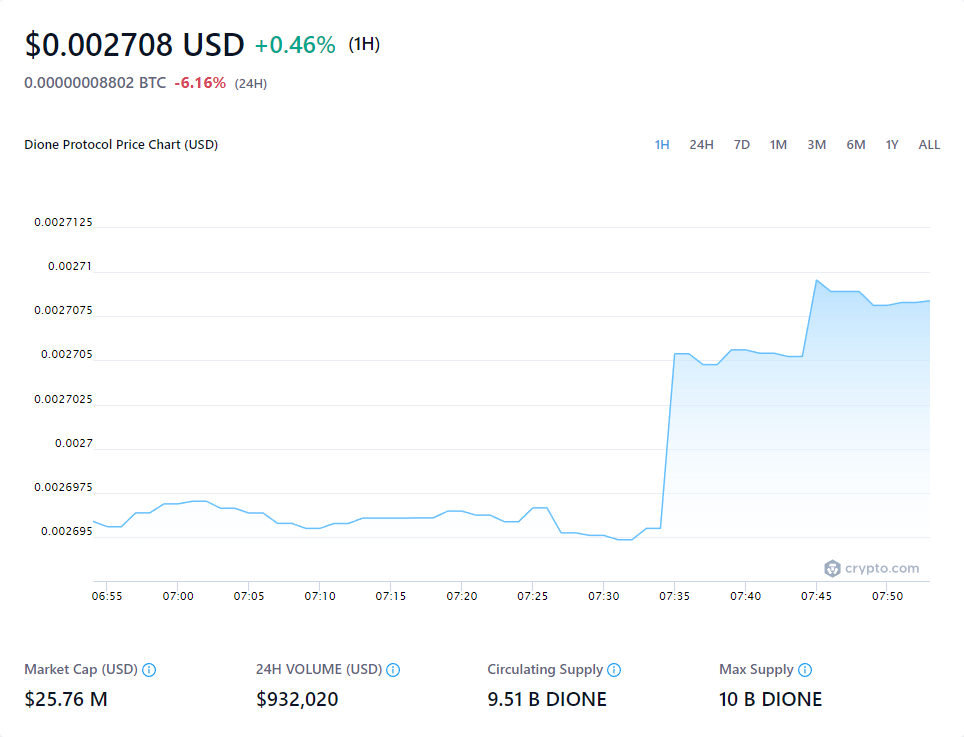 $0.002708 USD +0.46% (1H)
0.00000008802 BTC -6.16% (24H)
Dione Protocol Price Chart (USD) 1H 24H 7D 1M 3M 6M 1Y ALL
0.0027125
0.00271
0.0027075
0.002705
0.0027025
0.0027
0.0026975
0.002695
crypto.com
06:55 07:00 07:05 07:10 07:15 07:20 07:25 07:30 07:35 07:40 07:45 07:50
Market Cap (USD) 24H VOLUME (USD) Circulating Supply Max Supply
$25.76 M $932,020 9.51 B DIONE 10 B DIONE